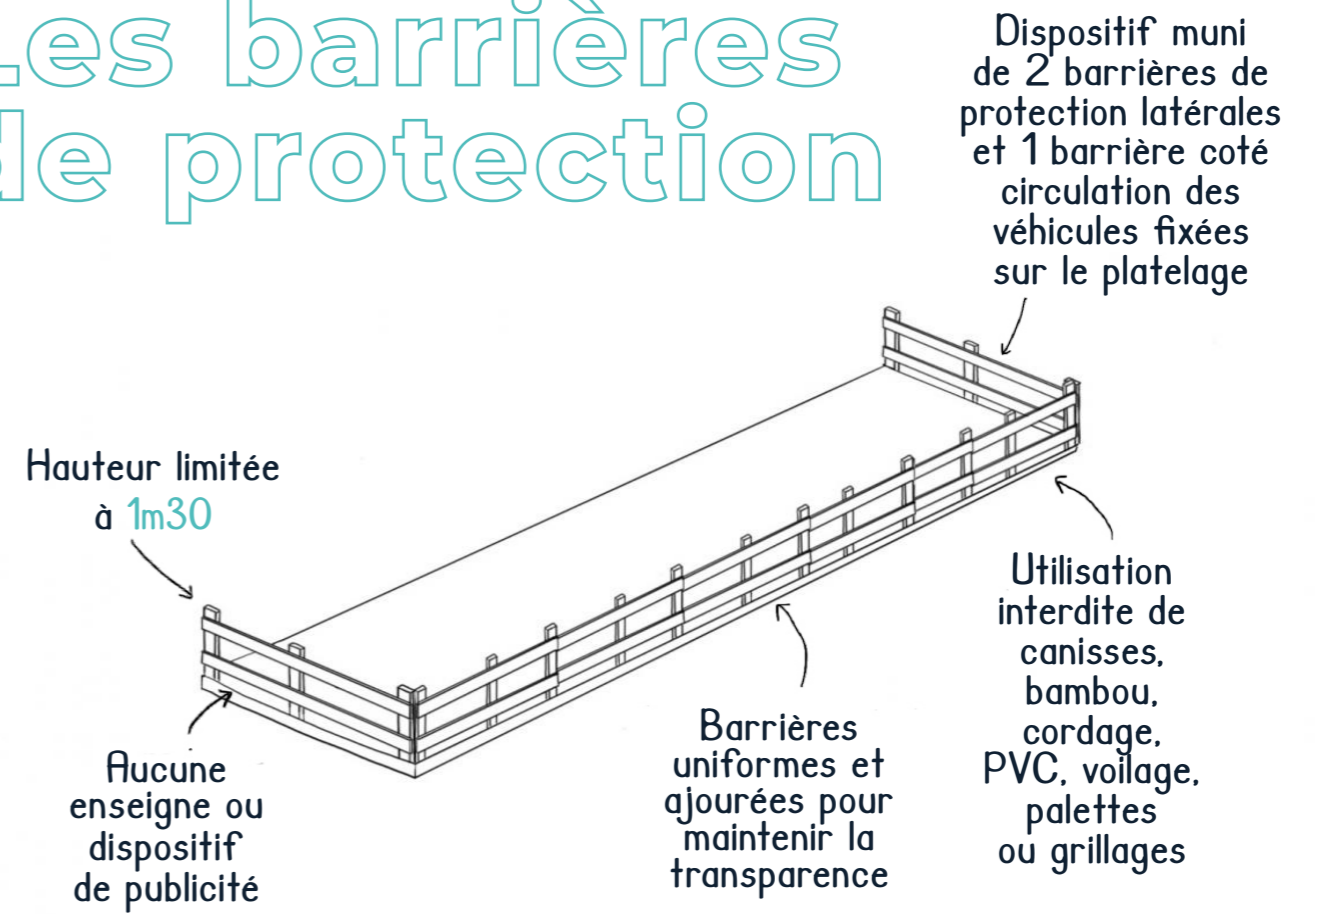 Les barrières
de protection
Dispositif muni
de 2 barrières de
protection latérales
et 1 barrière coté
circulation des
véhicules fixées
sur le platelage
Hauteur limitée
à 1m30
Aucune
enseigne ou
dispositif
de publicité
Barrières
uniformes et
ajourées pour
maintenir la
transparence
Utilisation
interdite de
canisses,
bambou,
cordage,
PVC, voilage,
palettes
ou grillages